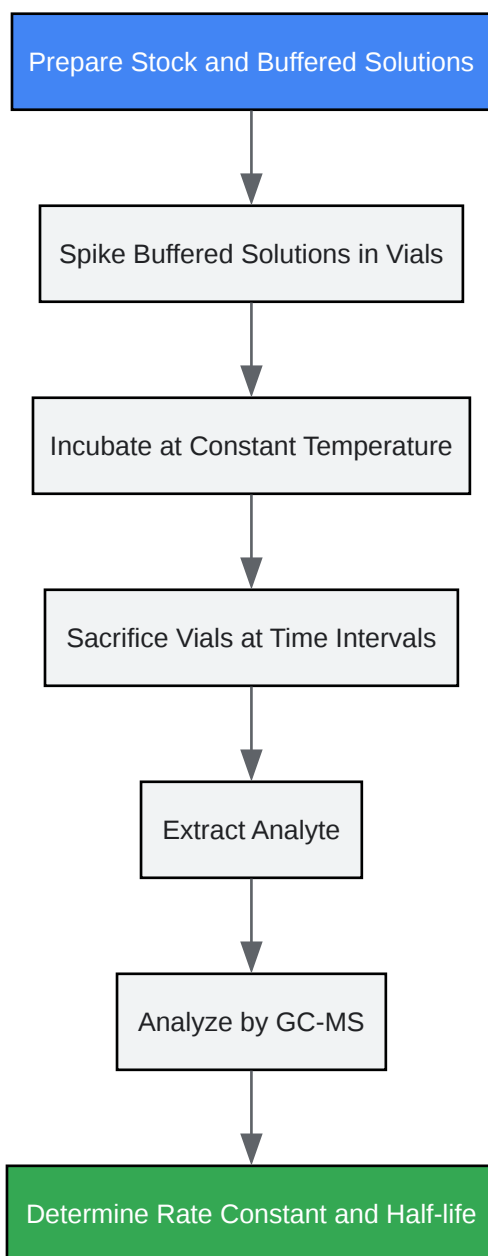 Prepare Stock and Buffered Solutions
Spike Buffered Solutions in Vials
Incubate at Constant Temperature
Sacrifice Vials at Time Intervals
Extract Analyte
Analyze by GC-MS
Determine Rate Constant and Half-life